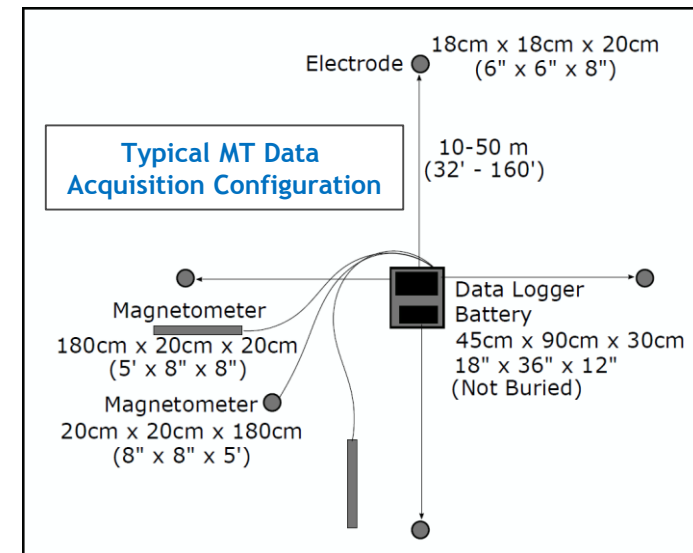 18cm x 18cm x 20cm
Electrode
(6" x 6" x 8")
Typical MT Data
Acquisition Configuration
10-50 m
(32' - 160')
Magnetometer
180cm x 20cm x 20cm
(5' x 8" x 8")
Magnetometer
20cm x 20cm x 180cm
(8" x 8" x 5')
Data Logger
Battery
45cm x 90cm x 30cm
18" x 36" x 12"
(Not Buried)